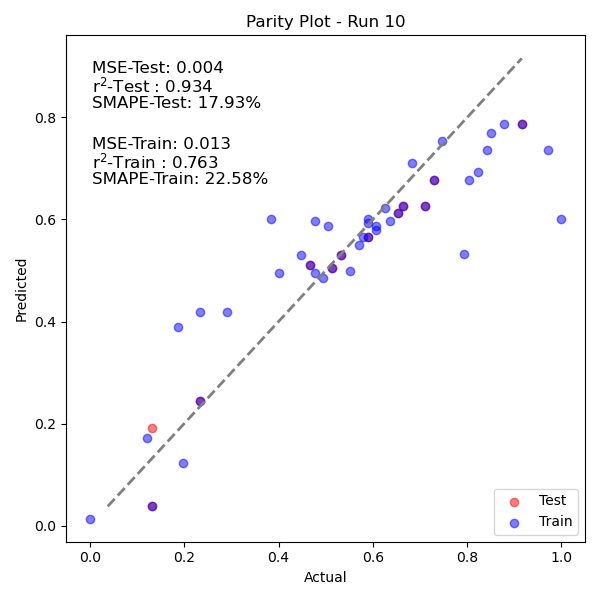 Parity Plot - Run 10
MSE-Test: 0.004
r²-Test : 0.934
SMAPE-Test: 17.93%
MSE-Train: 0.013
r²-Train : 0.763
SMAPE-Train: 22.58%
Predicted
0.8
0.6
0.4
0.2
0.0
Test
Train
0.0 0.2 0.4 0.6 0.8 1.0
Actual